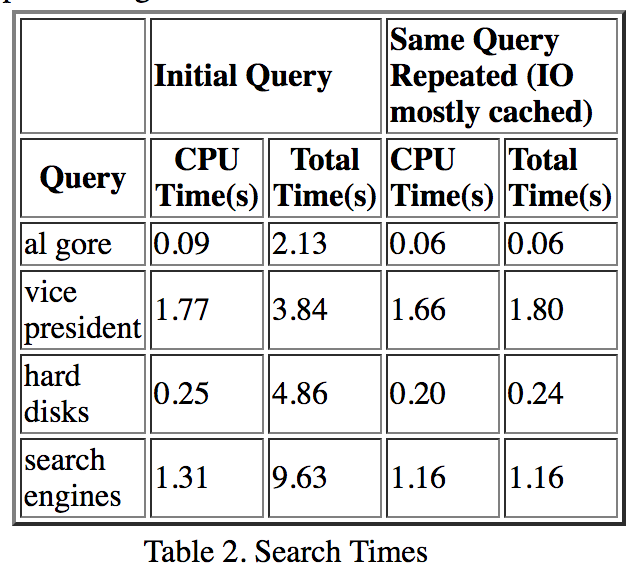 Initial Query
Same Query
Repeated (IO
mostly cached)
Query
CPU
Time(s)
Total
Time(s)
CPU
Time(s)
Total
Time(s)
al gore 0.09 2.13 0.06 0.06
vice
president 1.77 3.84 1.66 1.80
hard
disks 0.25 4.86 0.20 0.24
search
engines 1.31 9.63 1.16 1.16
Table 2. Search Times